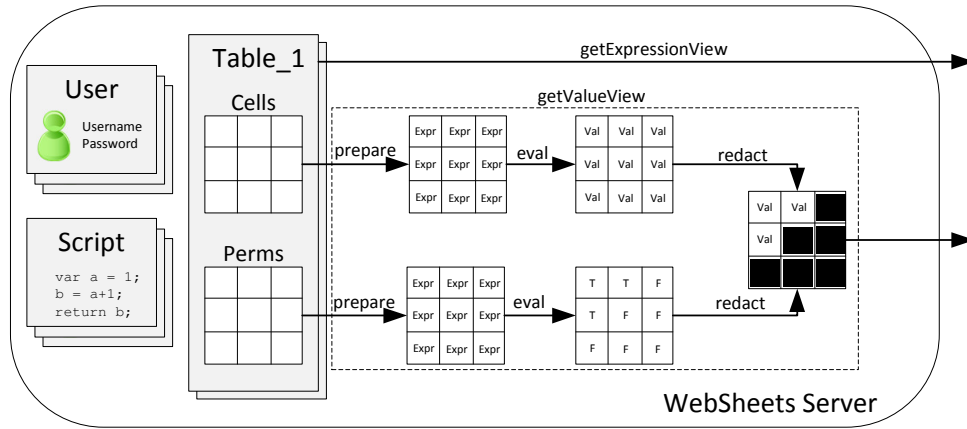 Table_1
getExpressionView
User
Username
Password
Cells
getValueView
prepare
Expr Expr Expr
Expr Expr Expr
Expr Expr Expr
eval
Val Val Val
Val Val Val
Val Val Val
redact
Val Val
Val
Script
var a = 1;
b = a+1;
return b;
Perms
prepare
Expr Expr Expr
Expr Expr Expr
Expr Expr Expr
eval
T T F
T F F
F F F
redact
WebSheets Server